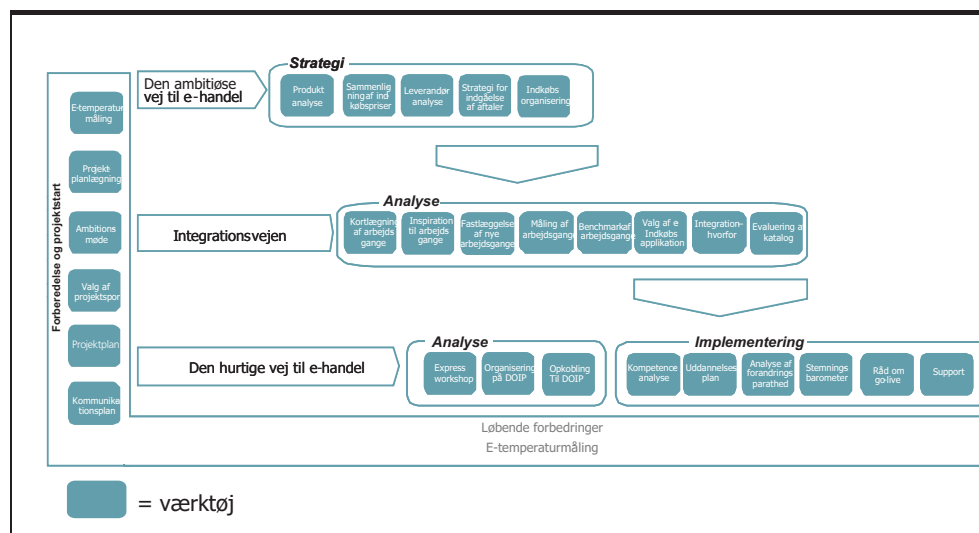 Strategi
Den ambitiøse
vej til e-handel
Produkt
analyse
Sammenlig
ning af ind
købspriser
Leverandør
analyse
Strategi for
indgåelse
af aftaler
Indkøbs
organisering
Forberedelse og projektstart
E-temperatur
måling
Projekt-
planlægning
Ambitions
møde
Valg af
projektspor
Projektplan
Kommunika
tionsplan
Analyse
Integrationsvejen
Kortlægning
af arbejds
gange
Inspiration
til arbejds
gange
Fastlæggelse
af nye
arbejdsgange
Måling af
arbejdsgange
Benchmark af
arbejdsgange
Valg af e
Indkøbs
applikation
Integration-
hvorfor
Evaluering a
katalog
Analyse
Den hurtige vej til e-handel
Express
workshop
Organisering
på DOIP
Opkobling
Til DOIP
Implementering
Kompetence
analyse
Uddannelses
plan
Analyse af
forandrings
parathed
Stemnings
barometer
Råd om
go-live
Support
Løbende forbedringer
E-temperaturmåling
= værktøj